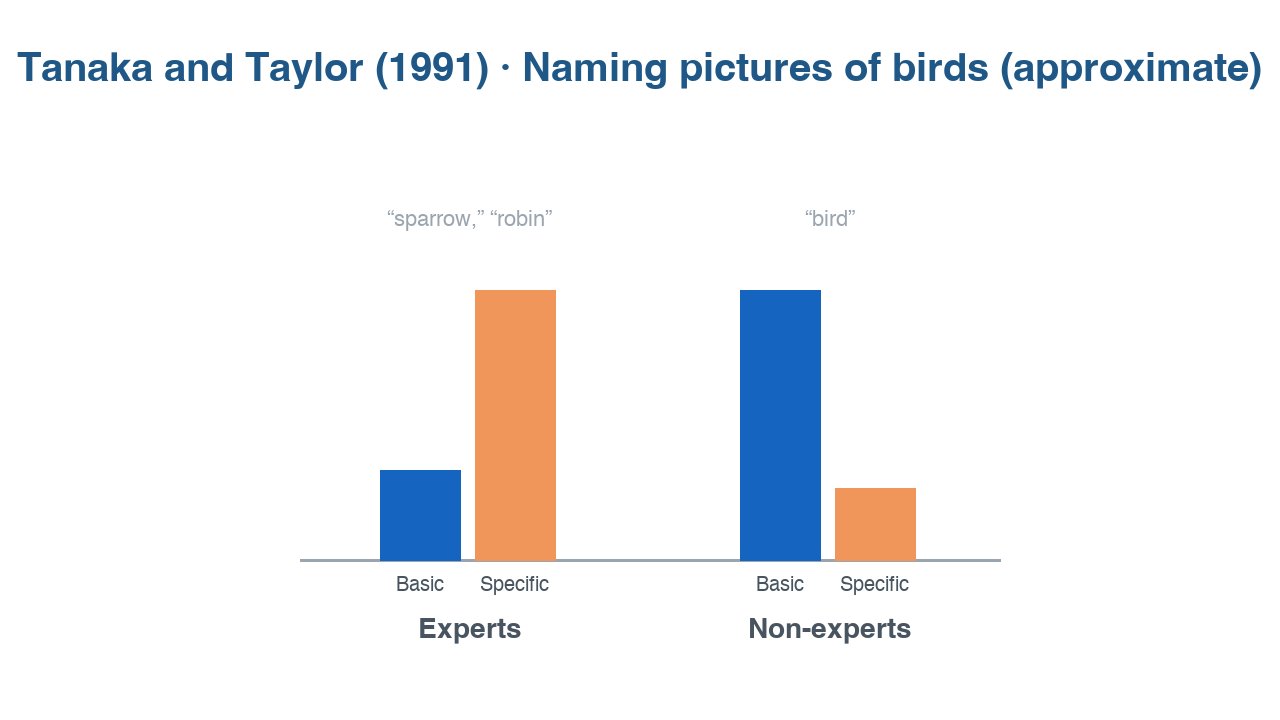 Tanaka and Taylor (1991) · Naming pictures of birds (approximate)
“sparrow,” “robin”
“bird”
Basic
Specific
Basic
Specific
Experts
Non-experts